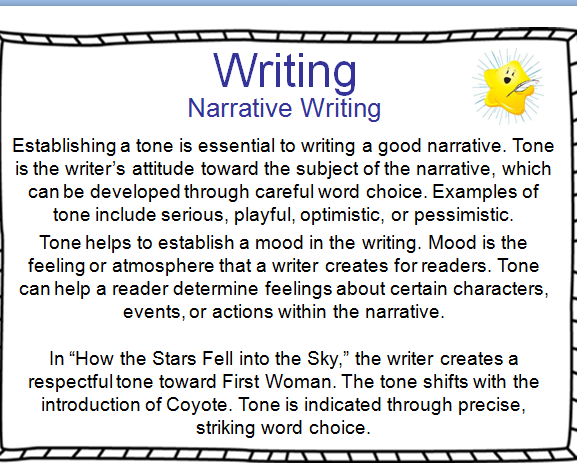 Writing
Narrative Writing
Establishing a tone is essential to writing a good narrative. Tone
is the writer’s attitude toward the subject of the narrative, which
can be developed through careful word choice. Examples of
tone include serious, playful, optimistic, or pessimistic.
Tone helps to establish a mood in the writing. Mood is the
feeling or atmosphere that a writer creates for readers. Tone
can help a reader determine feelings about certain characters,
events, or actions within the narrative.
In “How the Stars Fell into the Sky,” the writer creates a
respectful tone toward First Woman. The tone shifts with the
introduction of Coyote. Tone is indicated through precise,
striking word choice.